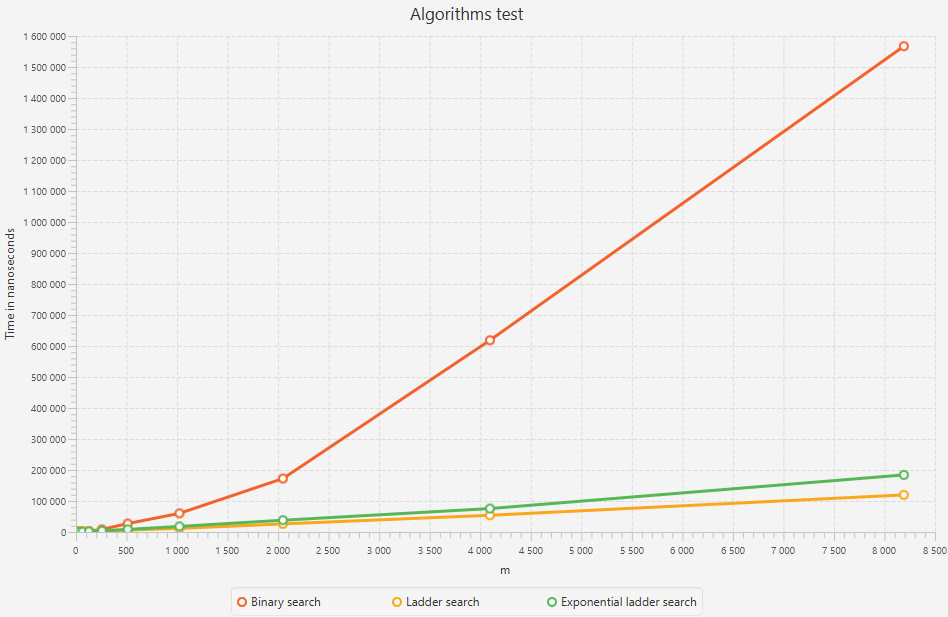 Algorithms test
Time in nanoseconds
1 600 000
1 500 000
1 400 000
1 300 000
1 200 000
1 100 000
1 000 000
900 000
800 000
700 000
600 000
500 000
400 000
300 000
200 000
100 000
0
0 500 1 000 1 500 2 000 2 500 3 000 3 500 4 000 4 500 5 000 5 500 6 000 6 500 7 000 7 500 8 000 8 500
m
Binary search Ladder search Exponential ladder search